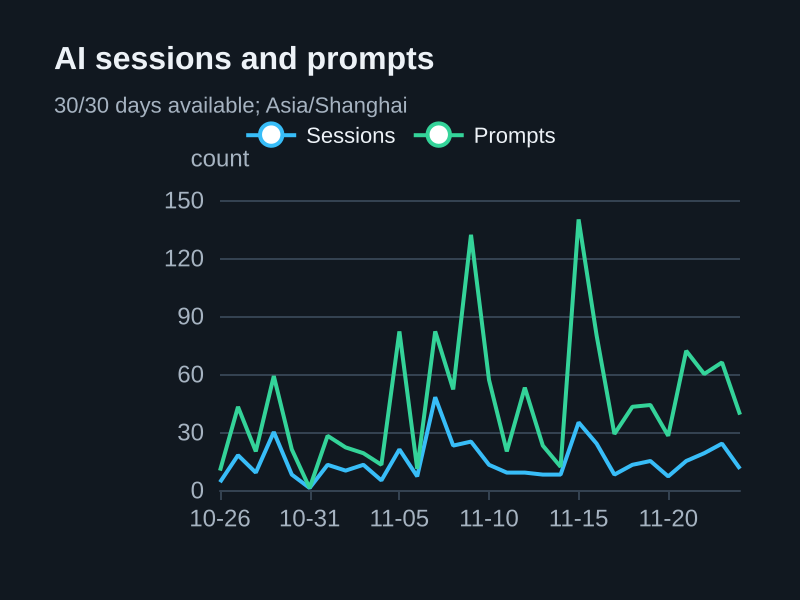 AI sessions and prompts
30/30 days available; Asia/Shanghai
Sessions Prompts
count
150
120
90
60
30
0
10-26 10-31 11-05 11-10 11-15 11-20